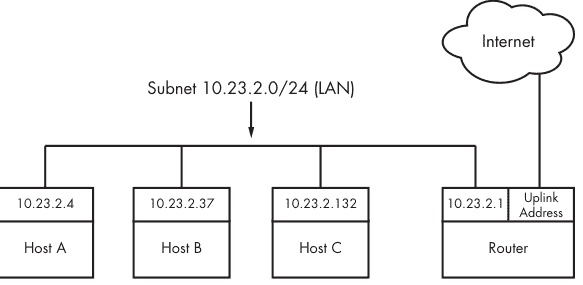 Internet
Subnet 10.23.2.0/24 (LAN)
10.23.2.4
10.23.2.37
10.23.2.132
10.23.2.1
Uplink
Address
Host A
Host B
Host C
Router